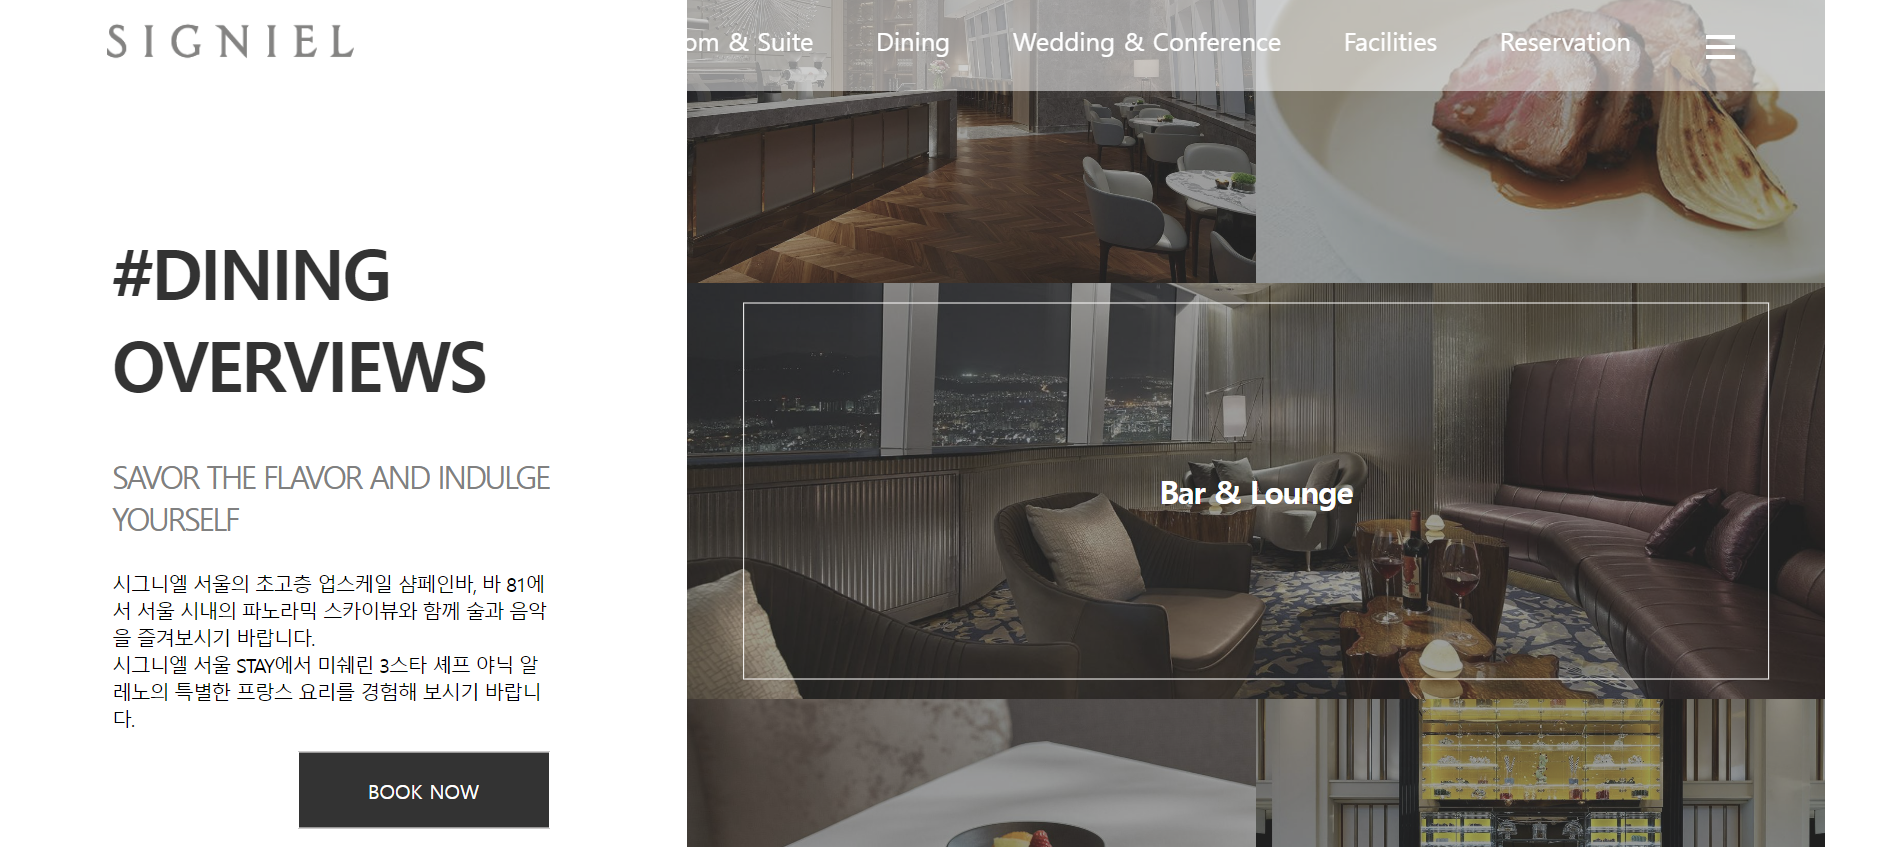 SIGNIEL
om & Suite
Dining
Wedding & Conference
Facilities
Reservation
#DINING
OVERVIEWS
SAVOR THE FLAVOR AND INDULGE
YOURSELF
시그니엘 서울의 초고층 업스케일 샴페인바, 바 81에
서 서울 시내의 파노라믹 스카이뷰와 함께 술과 음악
을 즐겨보시기 바랍니다.
시그니엘 서울 STAY에서 미쉐린 3스타 셰프 야닉 알
레노의 특별한 프랑스 요리를 경험해 보시기 바랍니
다.
BOOK NOW
Bar & Lounge